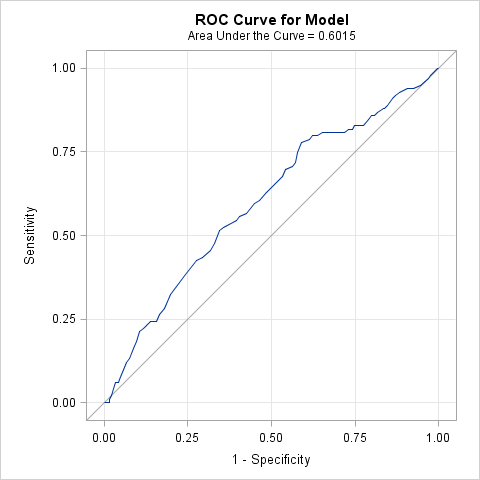 ROC Curve for Model
Area Under the Curve = 0.6015
1.00
0.75
0.50
0.25
0.00
Sensitivity
0.00 0.25 0.50 0.75 1.00
1 - Specificity